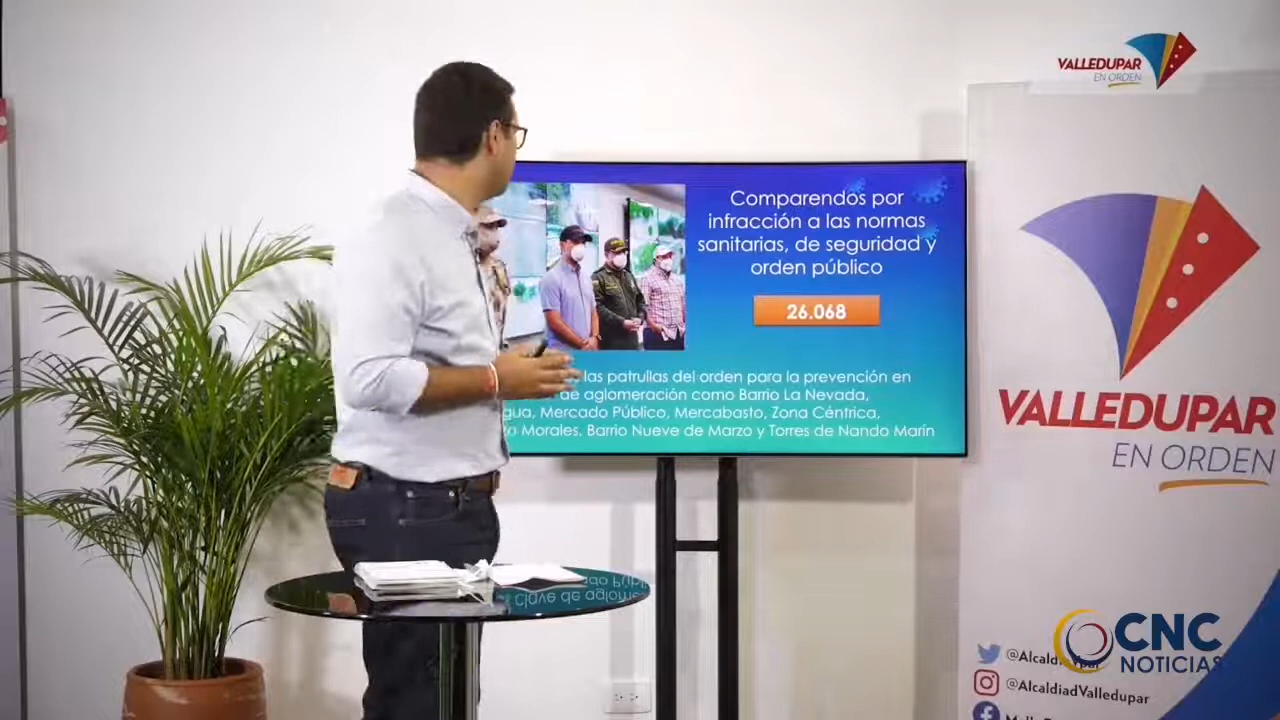 VALLEDUPAR
EN ORDEN
Comparendos por
infracción a las normas
sanitarias, de seguridad y
orden público
26.068
las patrullas del orden para la prevención en
de aglomeración como Barrio La Nevada,
Mercado Público, Mercabasto, Zona Céntrica,
Morales, Barrio Nueve de Marzo y Torres de Nando Marín
VALLEDUPAR
EN ORDEN
CNC
NOTICIAS
@AlcaldiadValledupar